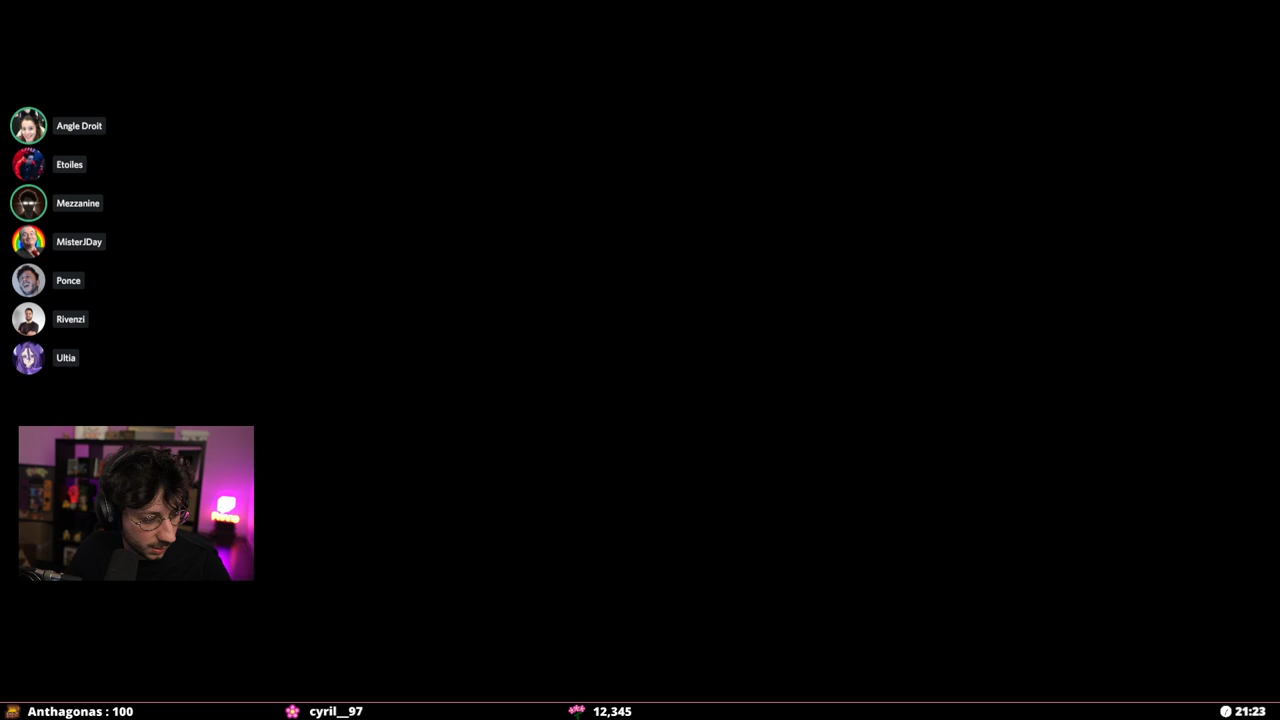 Angle Droit
Etoiles
Mezzanine
MisterJDay
Ponce
Rivenzi
Ultia
Anthagonas : 100
cyril__97
12,345
21:23